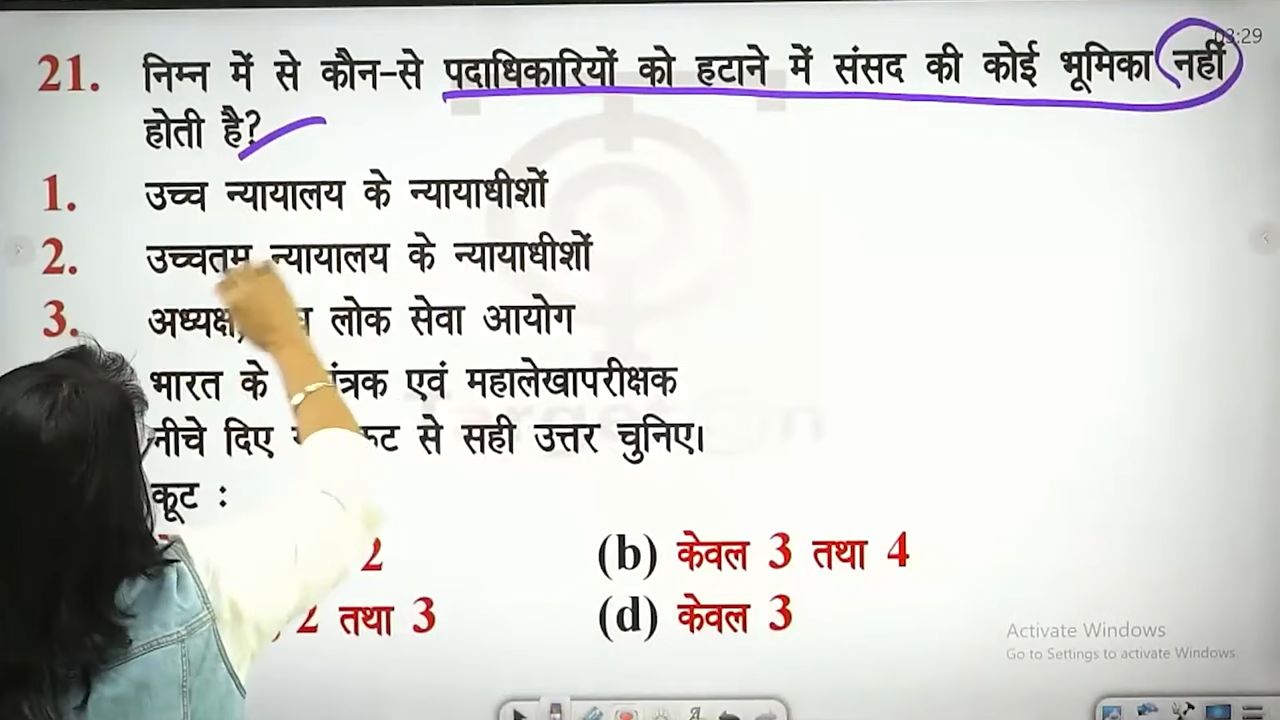 03:29
21. निम्न में से कौन-से पदाधिकारियों को हटाने में संसद की कोई भूमिका नहीं
होती है?
1. उच्च न्यायालय के न्यायाधीशों
2. उच्चतम न्यायालय के न्यायाधीशों
3. अध्यक्ष, लोक सेवा आयोग
भारत के एवं महालेखापरीक्षक
नीचे दिए से सही उत्तर चुनिए।
कूट :
2
(b) केवल 3 तथा 4
2 तथा 3
(d) केवल 3
Activate Windows
Go to Settings to activate Windows.